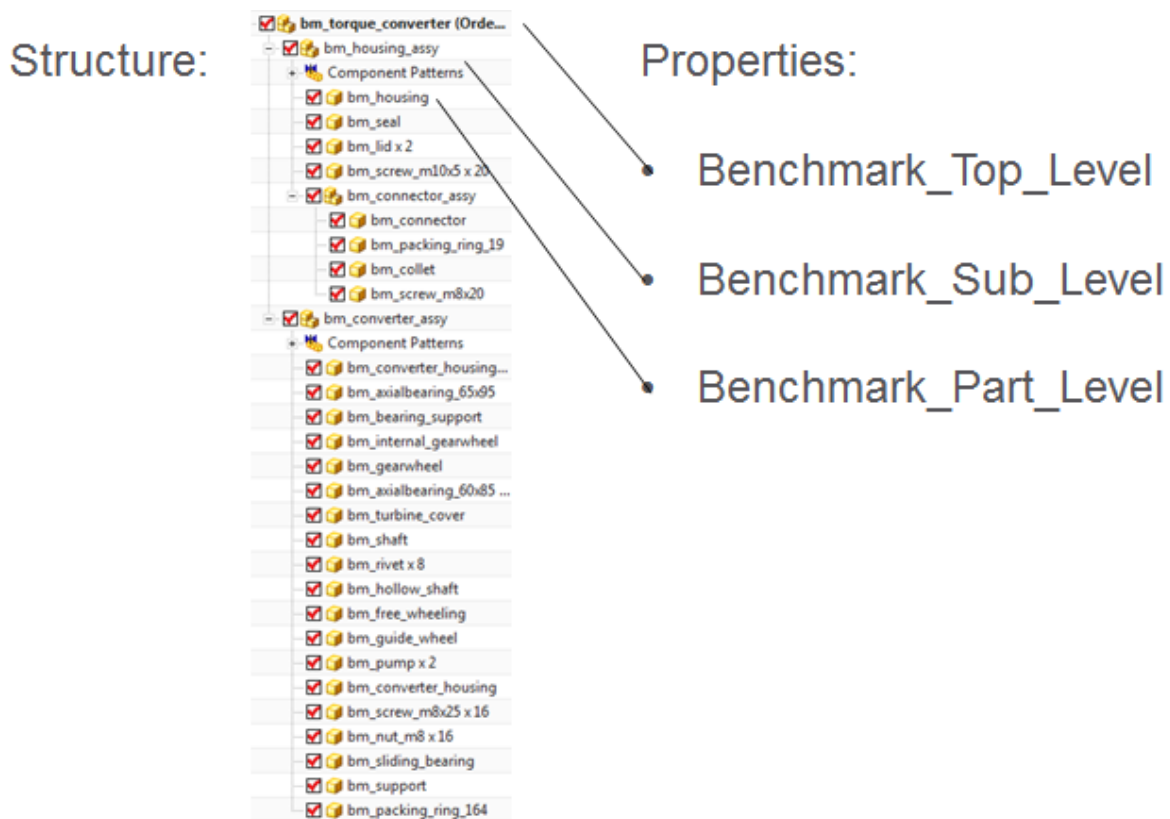 Structure:
Properties:
bm_torque_converter (Orde...
bm_housing_assy
Component Patterns
bm_housing
bm_seal
bm_lid x 2
bm_screw_m10x5 x 20
bm_connector_assy
bm_connector
bm_packing_ring_19
bm_collet
bm_screw_m8x20
bm_converter_assy
Component Patterns
bm_converter_housing...
bm_axialbearing_65x95
bm_bearing_support
bm_internal_gearwheel
bm_gearwheel
bm_axialbearing_60x85 ...
bm_turbine_cover
bm_shaft
bm_rivet x 8
bm_hollow_shaft
bm_free_wheeling
bm_guide_wheel
bm_pump x 2
bm_converter_housing
bm_screw_m8x25 x 16
bm_nut_m8 x 16
bm_sliding_bearing
bm_support
bm_packing_ring_164
Benchmark_Top_Level
Benchmark_Sub_Level
Benchmark_Part_Level